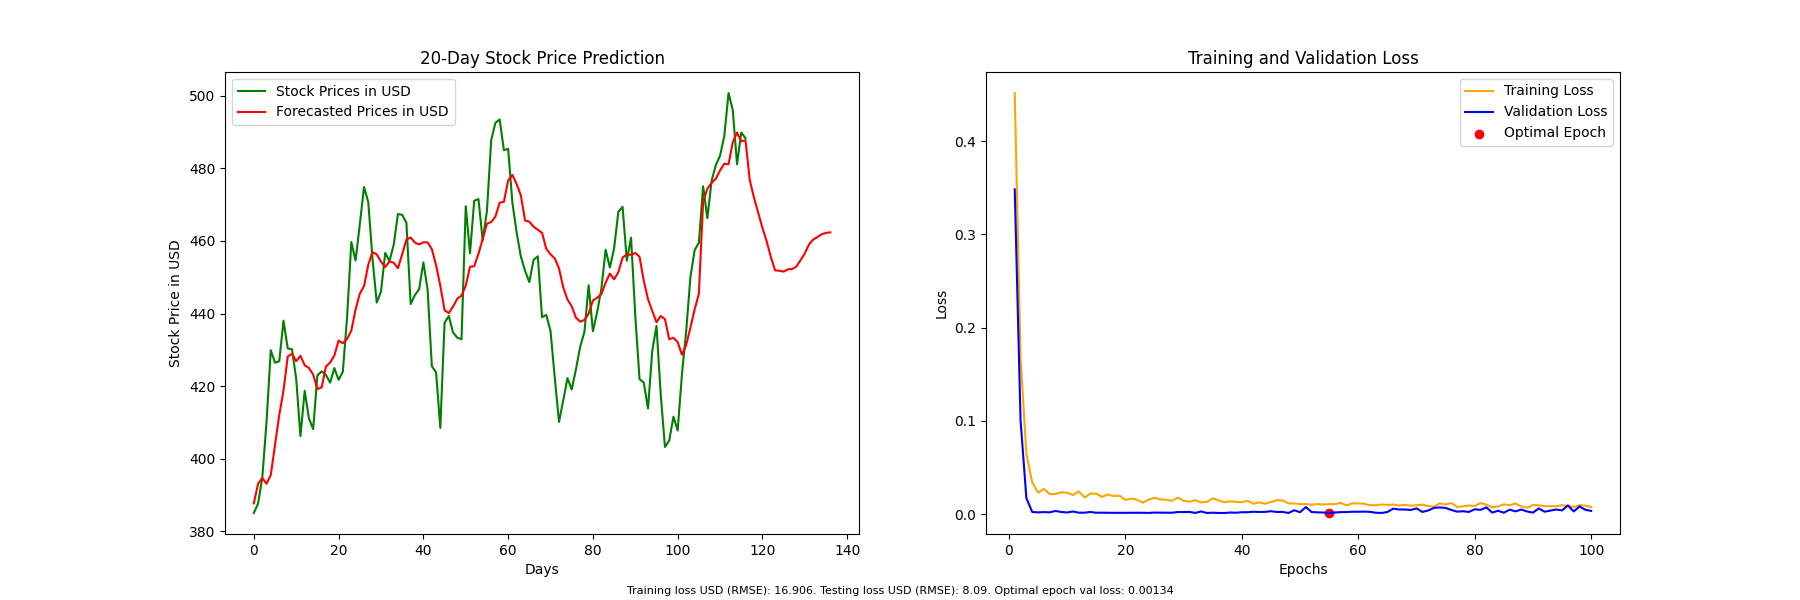 20-Day Stock Price Prediction
Stock Prices in USD
Forecasted Prices in USD
Stock Price in USD
500
480
460
440
420
400
380
0 20 40 60 80 100 120 140
Days
Training and Validation Loss
Training Loss
Validation Loss
Optimal Epoch
Loss
0.4
0.3
0.2
0.1
0.0
0 20 40 60 80 100
Epochs
Training loss USD (RMSE): 16.906. Testing loss USD (RMSE): 8.09. Optimal epoch val loss: 0.00134